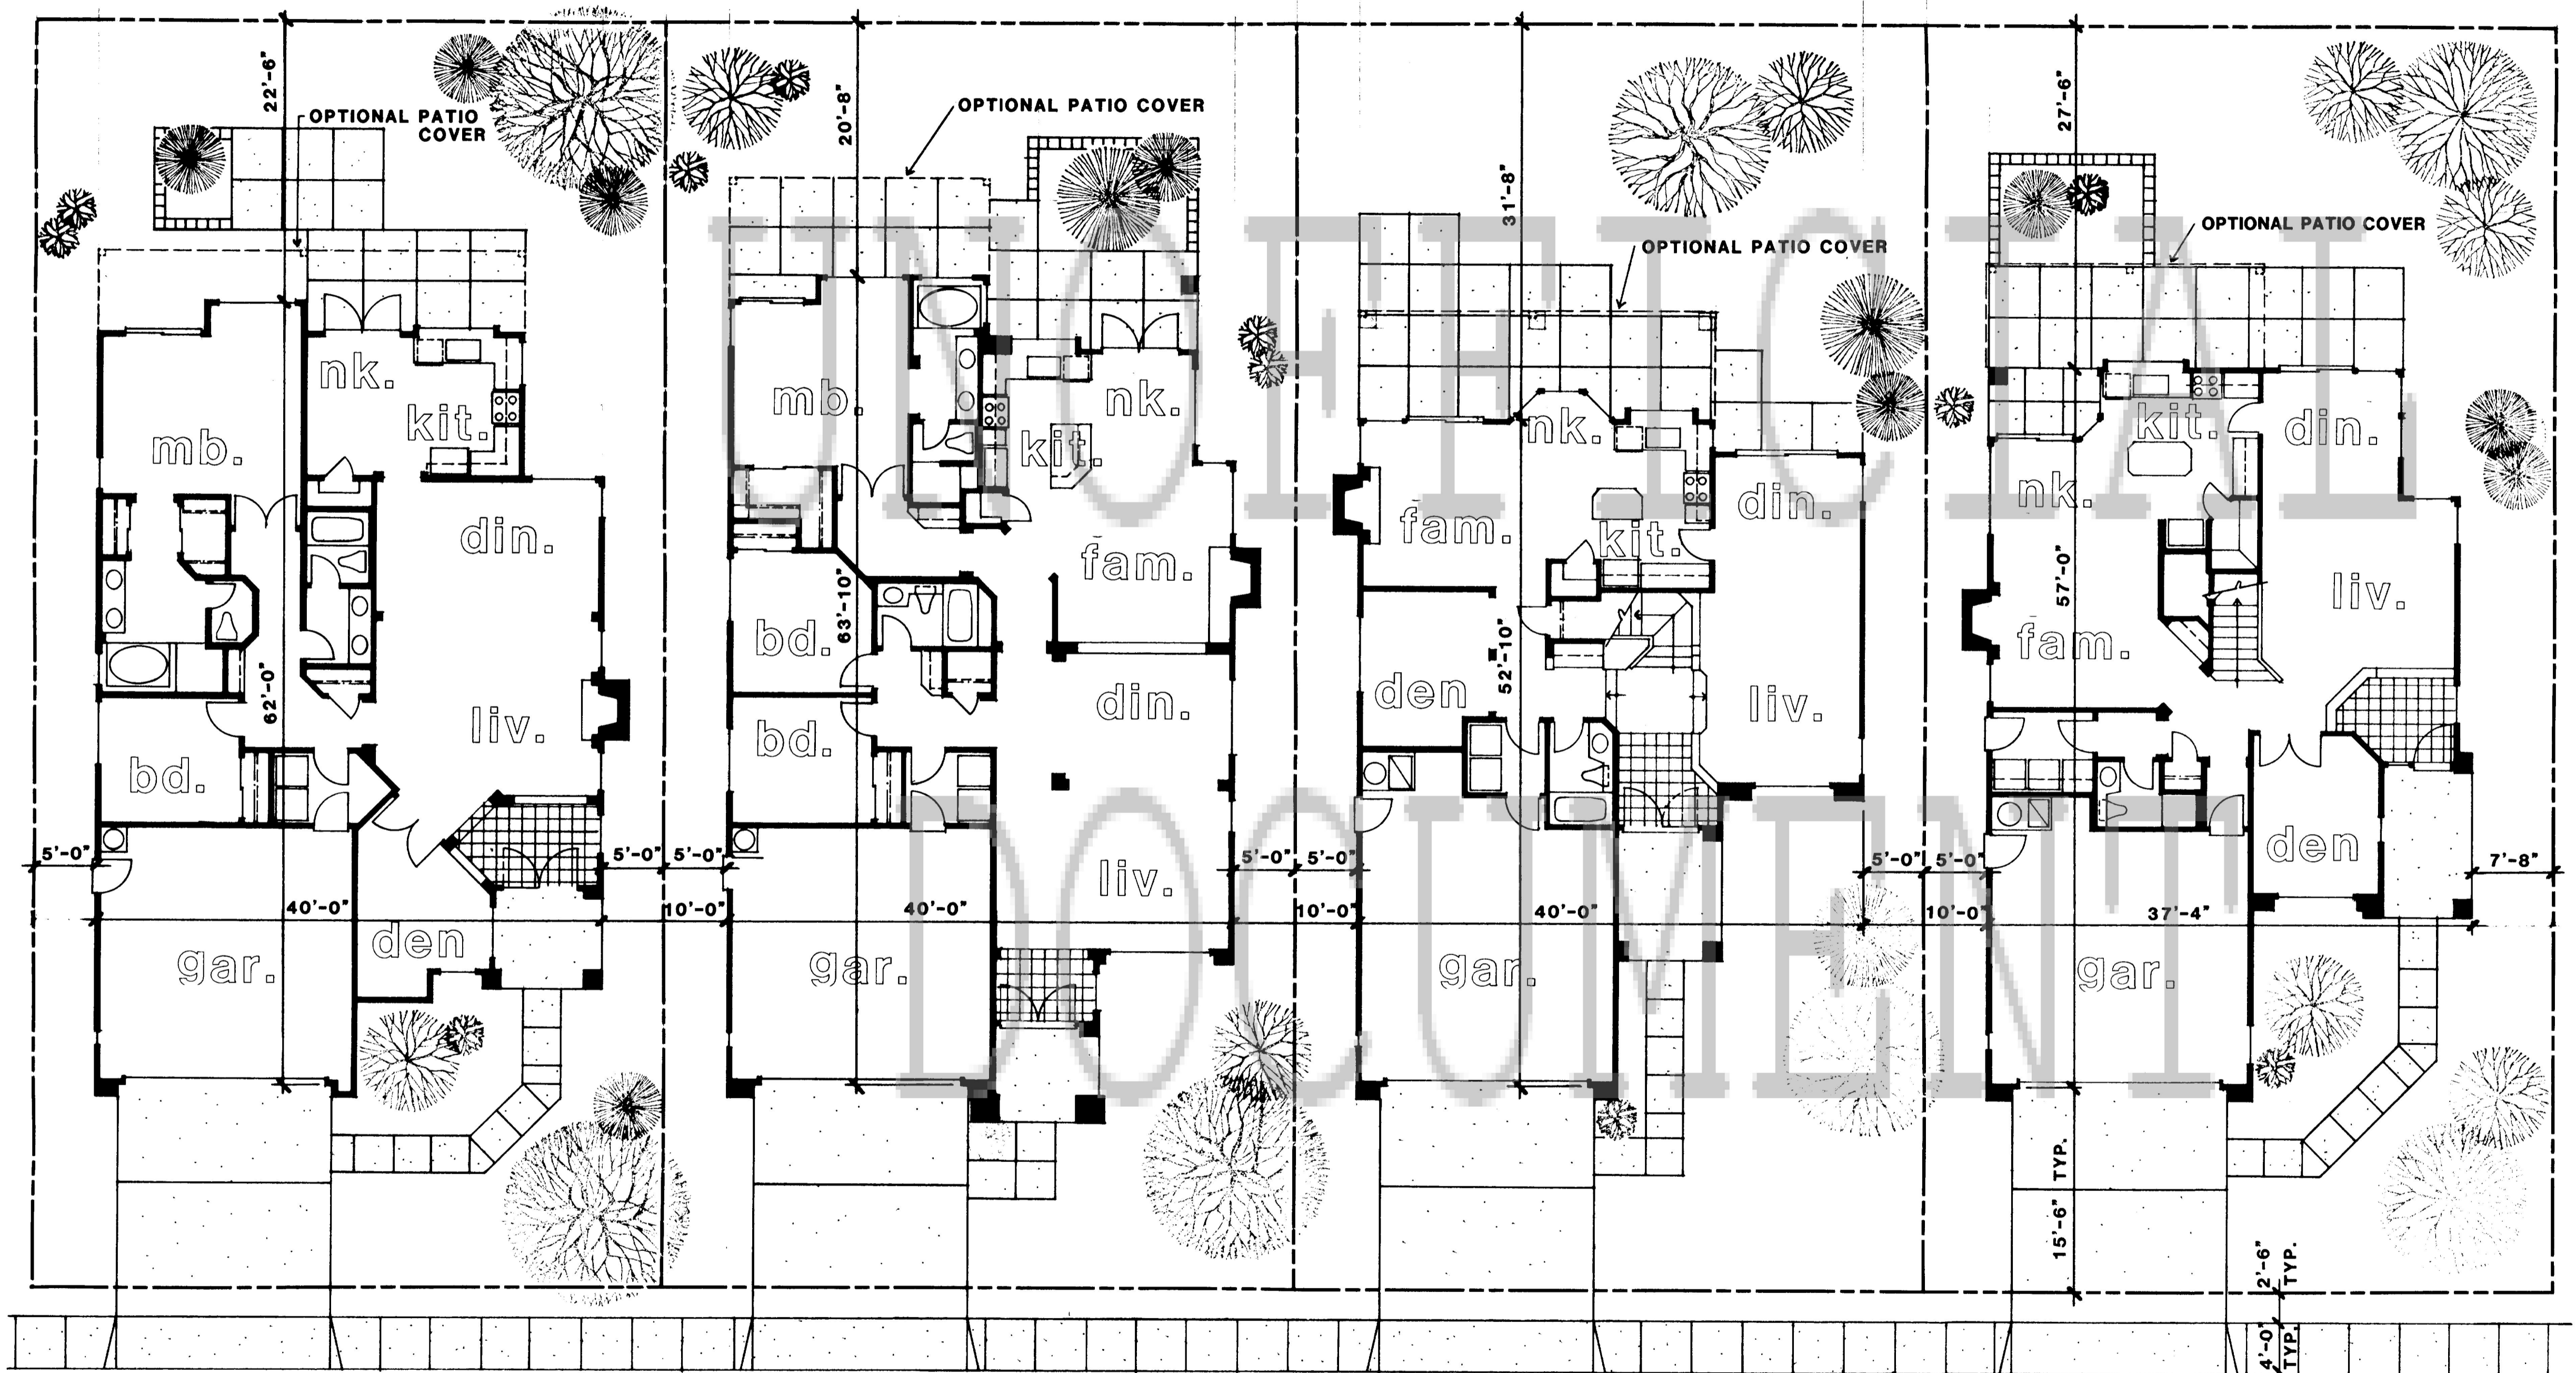 22'-6"
OPTIONAL PATIO
COVER
nk.
kit.
mb.
din.
62'-0"
liv.
bd.
5'-0"
5'-0"
40'-0"
den
gar.
20'-8"
OPTIONAL PATIO COVER
mb.
nk.
kit.
fam.
bd.
63'-10"
din.
bd.
5'-0"
5'-0"
liv.
10'-0"
40'-0"
gar.
31'-8"
OPTIONAL PATIO COVER
nk.
din.
fam.
kit.
52'-10"
den
liv.
5'-0"
5'-0"
10'-0"
40'-0"
gar.
27'-6"
OPTIONAL PATIO COVER
kit.
din.
nk.
57'-0"
liv.
fam.
den
5'-0"
7'-8"
10'-0"
37'-4"
gar.
15'-6" TYP.
2'-6"
TYP.
4'-0"
TYP.
UNOFFICIAL
DOCUMENT